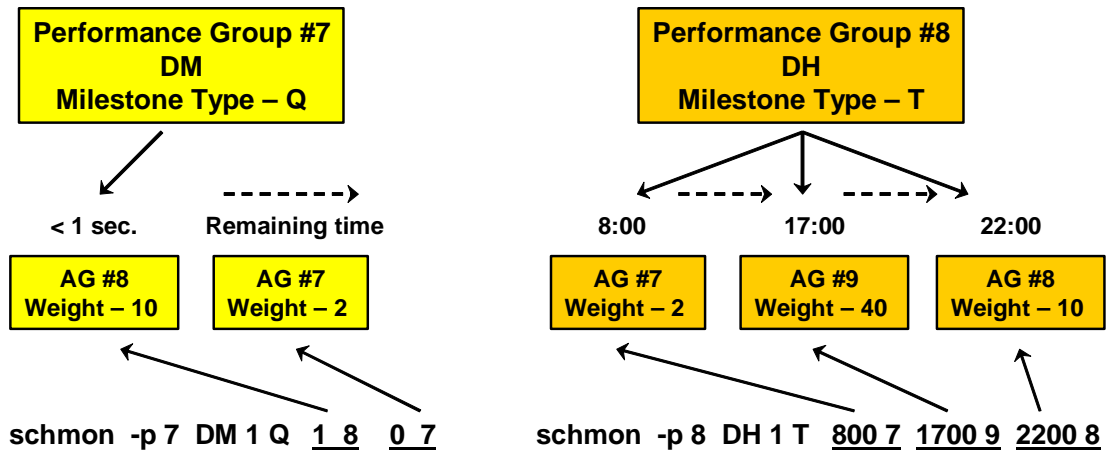 Performance Group #7
DM
Milestone Type – Q
< 1 sec.
Remaining time
AG #8
Weight – 10
AG #7
Weight – 2
schmon -p 7 DM 1 Q 1 8 0 7
Performance Group #8
DH
Milestone Type – T
8:00
17:00
22:00
AG #7
Weight – 2
AG #9
Weight – 40
AG #8
Weight – 10
schmon -p 8 DH 1 T 800 7 1700 9 2200 8